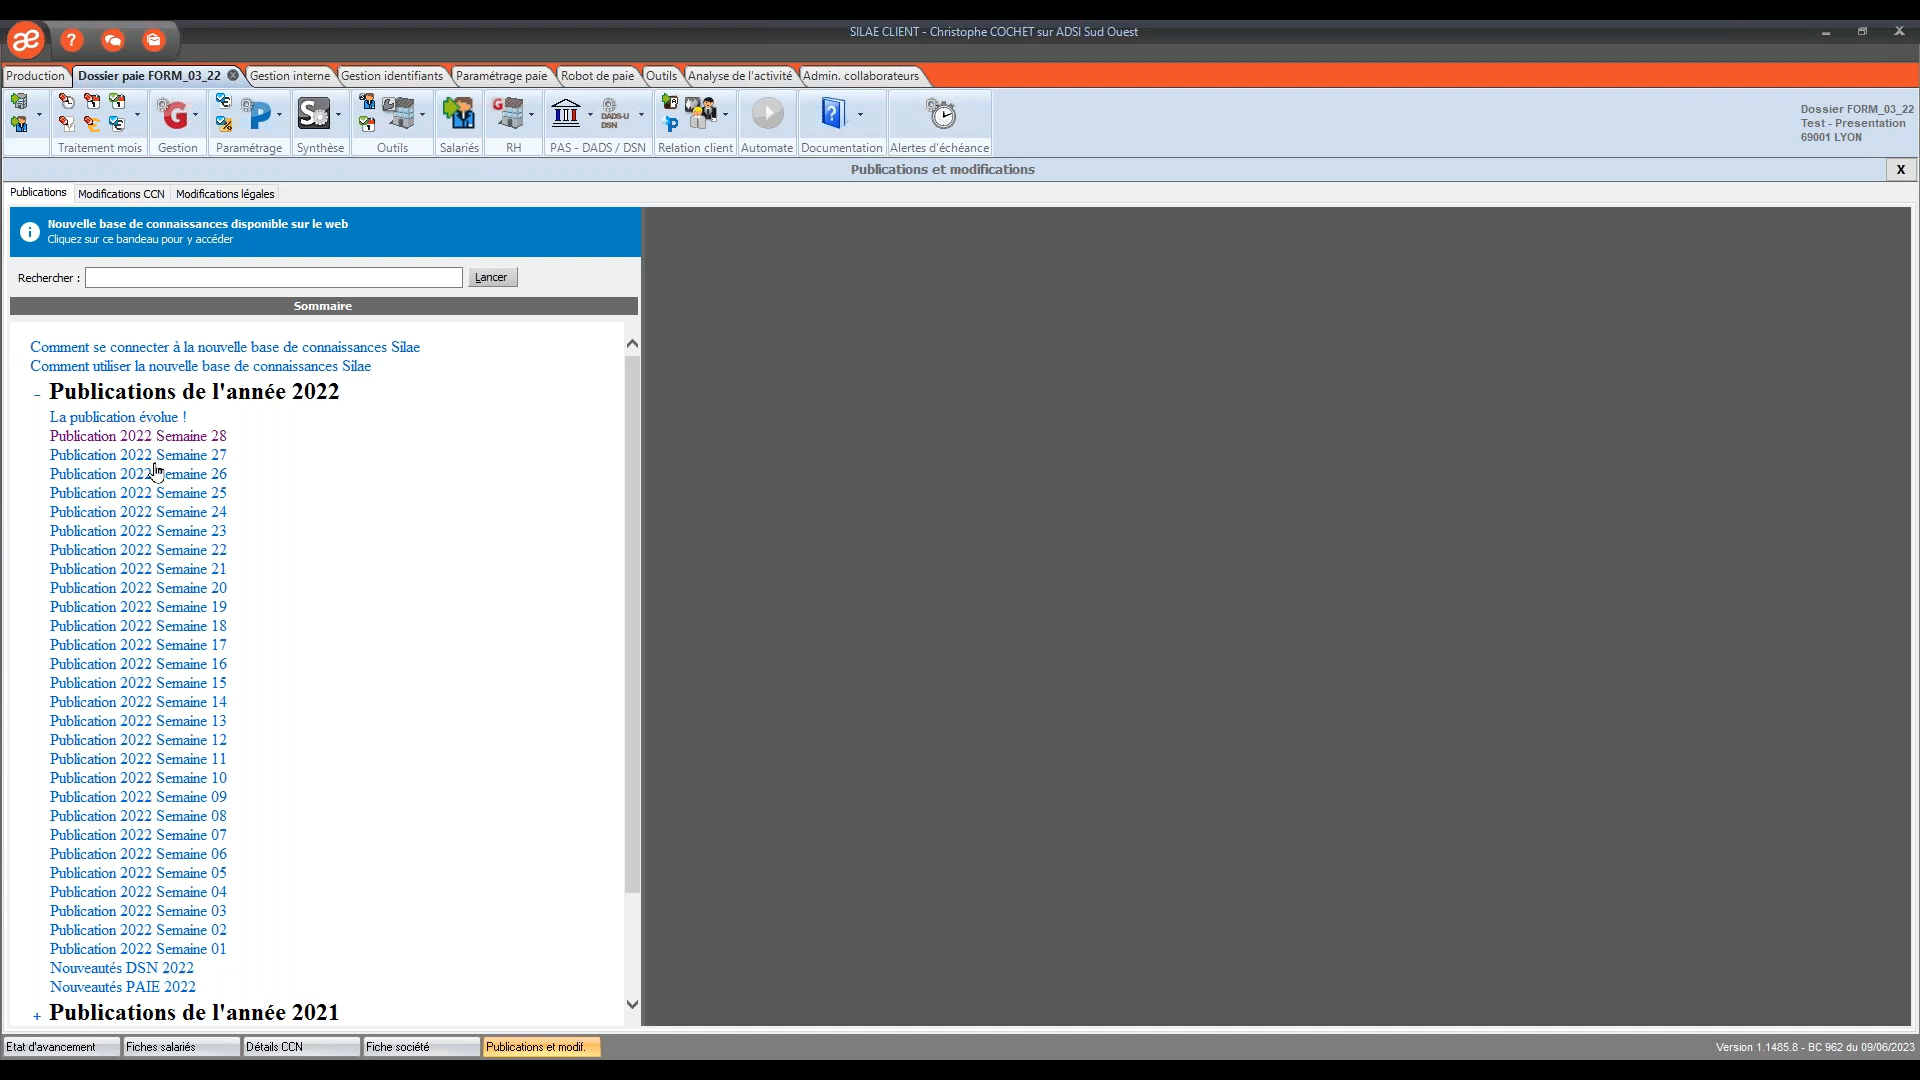 SILAE CLIENT - Christophe COCHET sur ADSI Sud Ouest
Production Dossier paie FORM_03_22 Gestion interne Gestion identifiants Paramétrage paie Robot de paie Outils Analyse de l'activité Admin. collaborateurs
Traitement mois Gestion Paramétrage Synthèse Outils Salariés RH PAS - DADS / DSN Relation client Automate Documentation Alertes d'échéance
DADS-U
DSN
Dossier FORM_03_22
Test - Presentation
69001 LYON
Publications et modifications
X
Publications Modifications CCN Modifications légales
Nouvelle base de connaissances disponible sur le web
Cliquez sur ce bandeau pour y accéder
Rechercher : Lancer
Sommaire
Comment se connecter à la nouvelle base de connaissances Silae
Comment utiliser la nouvelle base de connaissances Silae
- Publications de l'année 2022
La publication évolue !
Publication 2022 Semaine 28
Publication 2022 Semaine 27
Publication 2022 Semaine 26
Publication 2022 Semaine 25
Publication 2022 Semaine 24
Publication 2022 Semaine 23
Publication 2022 Semaine 22
Publication 2022 Semaine 21
Publication 2022 Semaine 20
Publication 2022 Semaine 19
Publication 2022 Semaine 18
Publication 2022 Semaine 17
Publication 2022 Semaine 16
Publication 2022 Semaine 15
Publication 2022 Semaine 14
Publication 2022 Semaine 13
Publication 2022 Semaine 12
Publication 2022 Semaine 11
Publication 2022 Semaine 10
Publication 2022 Semaine 09
Publication 2022 Semaine 08
Publication 2022 Semaine 07
Publication 2022 Semaine 06
Publication 2022 Semaine 05
Publication 2022 Semaine 04
Publication 2022 Semaine 03
Publication 2022 Semaine 02
Publication 2022 Semaine 01
Nouveautés DSN 2022
Nouveautés PAIE 2022
+ Publications de l'année 2021
Etat d'avancement Fiches salariés Détails CCN Fiche société Publications et modif.
Version 1.1485.8 - BC 962 du 09/06/2023